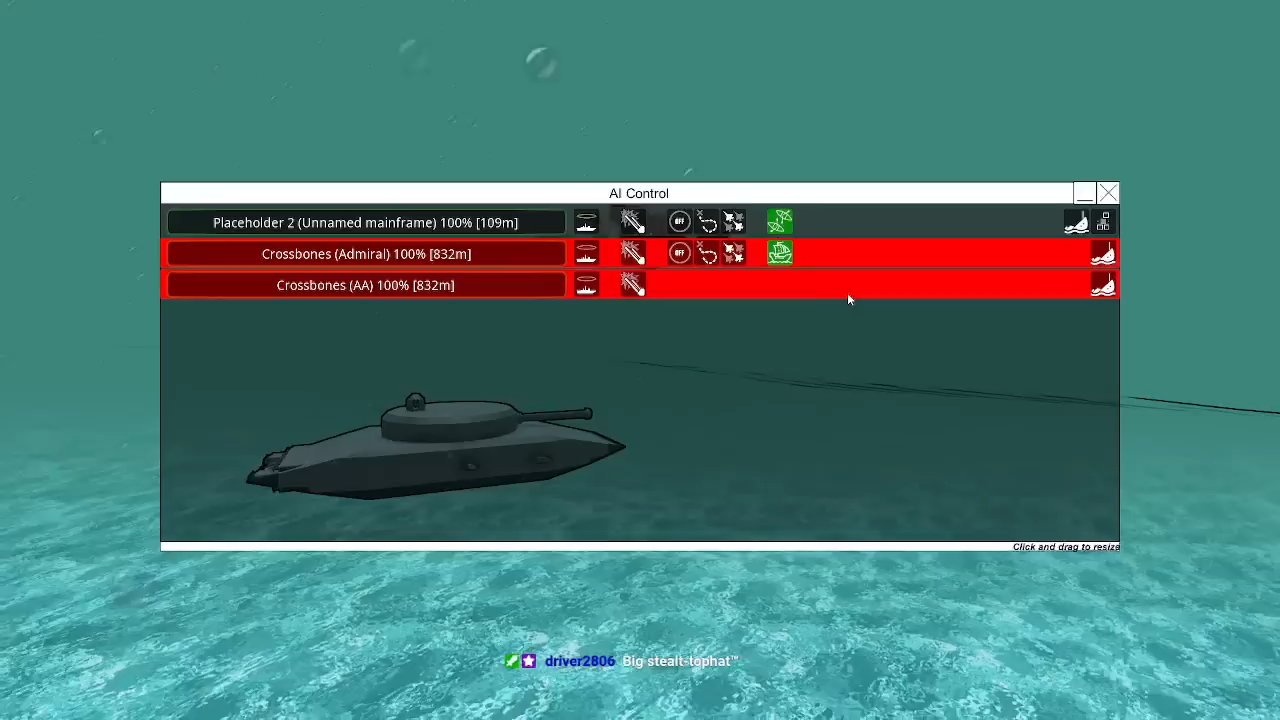 AI Control
Placeholder 2 (Unnamed mainframe) 100% [109m]
OFF
Crossbones (Admiral) 100% [832m]
OFF
Crossbones (AA) 100% [832m]
Click and drag to resize
driver2806 Big stealt-tophat™